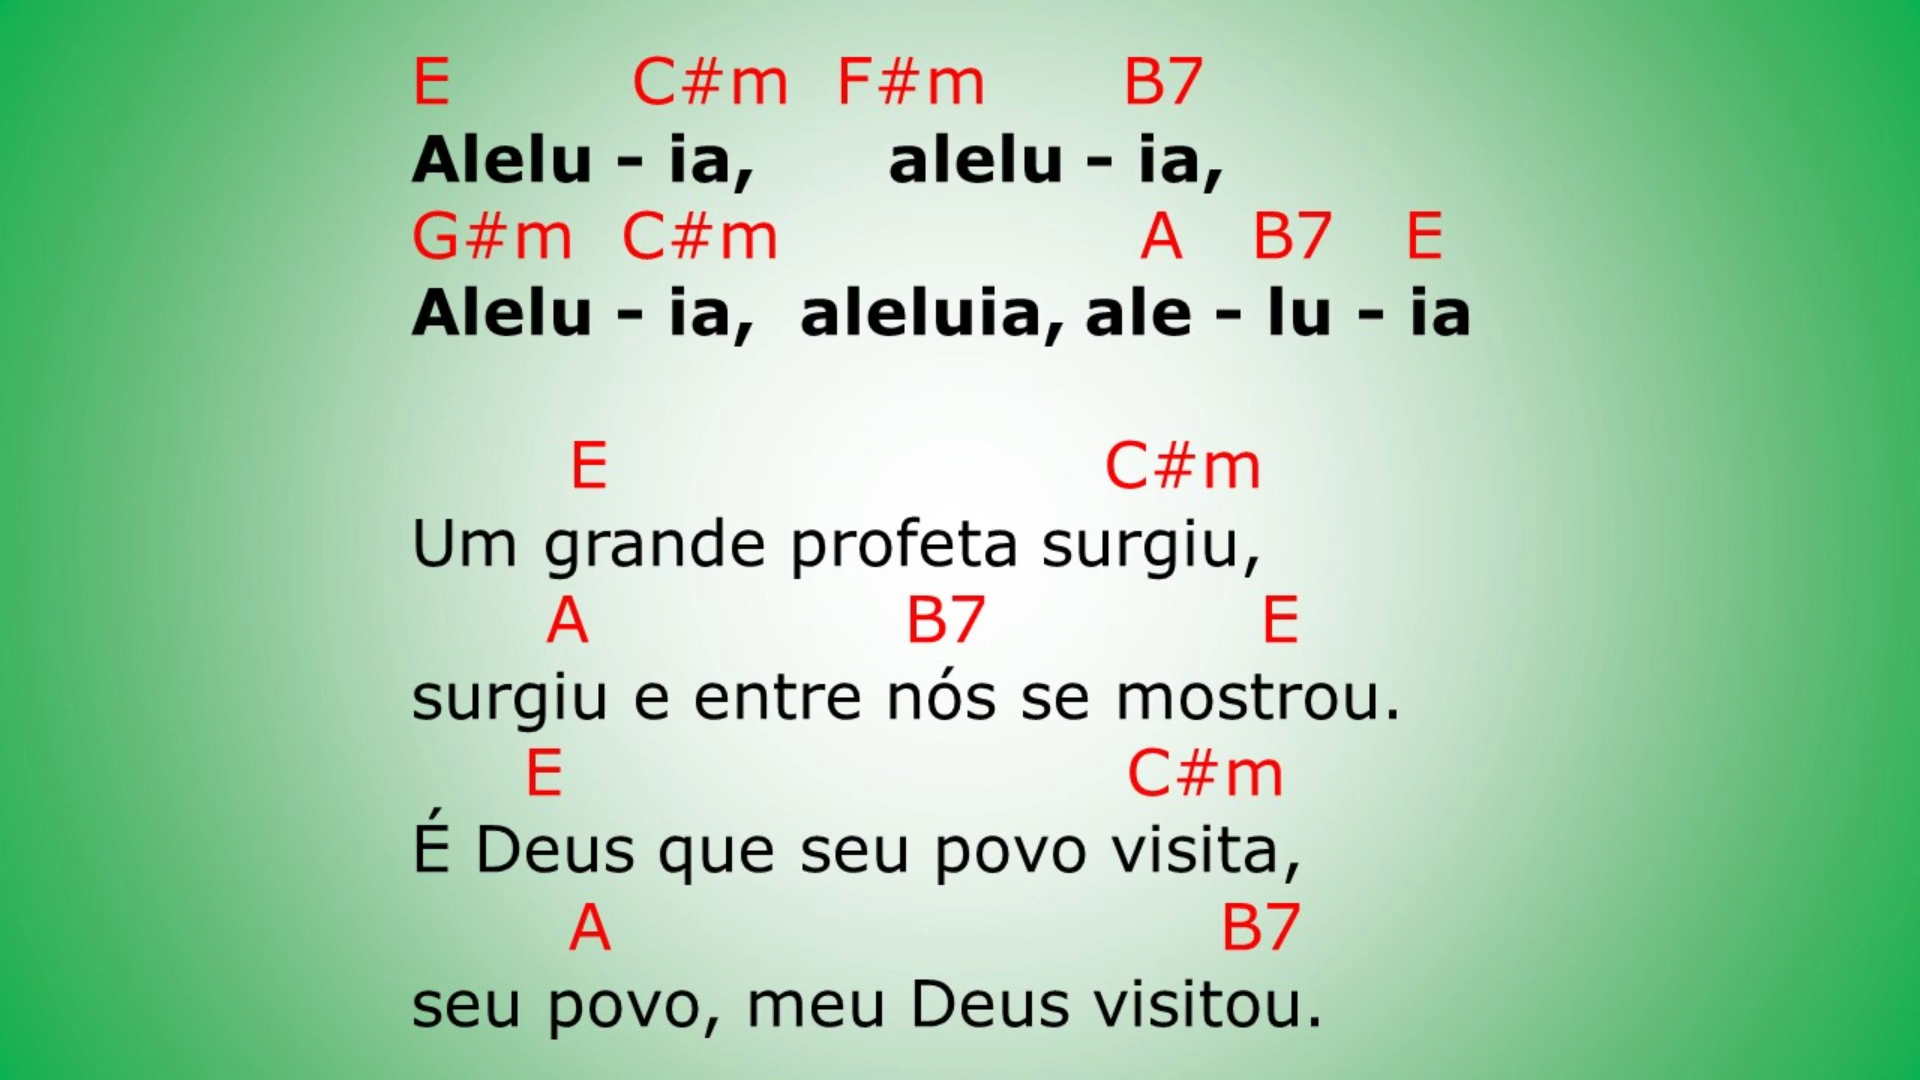 E C#m F#m B7
Alelu - ia, alelu - ia,
G#m C#m A B7 E
Alelu - ia, aleluia, ale - lu - ia
E C#m
Um grande profeta surgiu,
A B7 E
surgiu e entre nós se mostrou.
E C#m
É Deus que seu povo visita,
A B7
seu povo, meu Deus visitou.